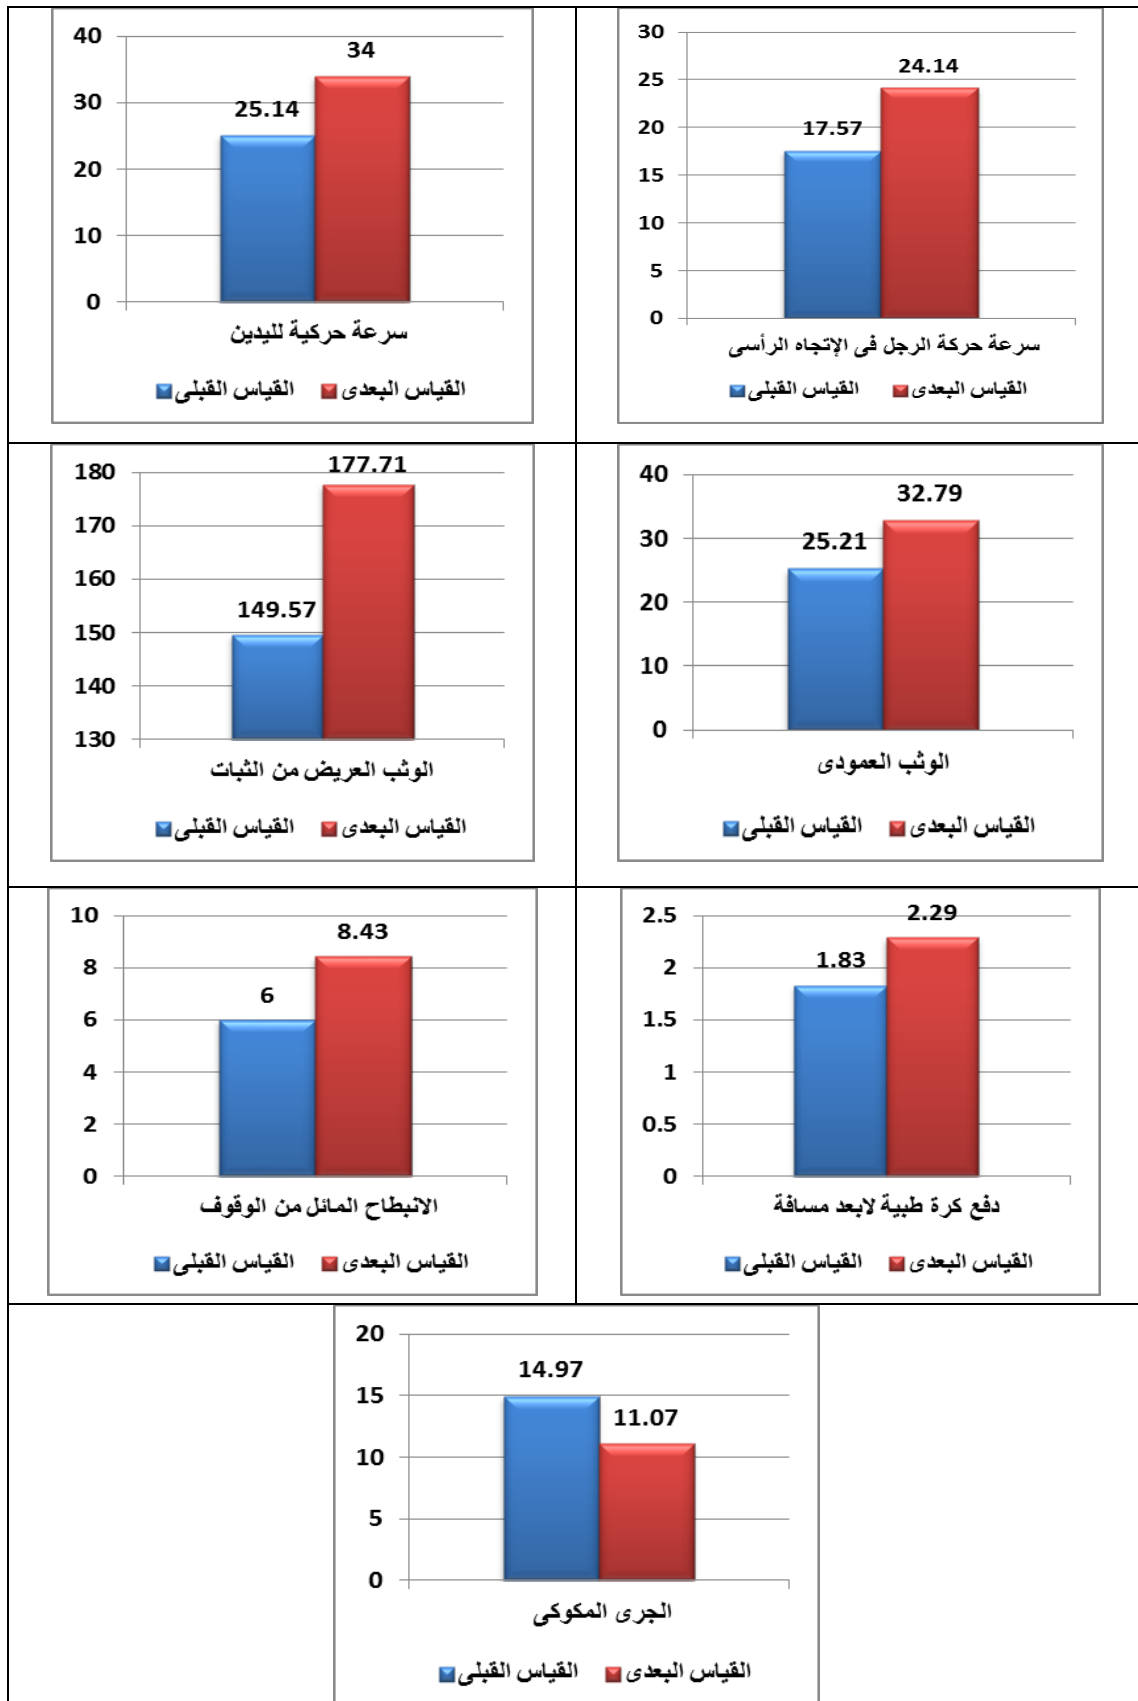 40
30
20
10
0
25.14
34
سرعة حركية لليدين
القياس القبلى
القياس البعدى
30
25
20
15
10
5
0
17.57
24.14
سرعة حركة الرجل فى الإتجاه الرأسى
القياس القبلى
القياس البعدى
180
170
160
150
140
130
149.57
177.71
الوثب العريض من الثبات
القياس القبلى
القياس البعدى
40
30
20
10
0
25.21
32.79
الوثب العمودى
القياس القبلى
القياس البعدى
10
8
6
4
2
0
6
8.43
الانبطاح المائل من الوقوف
القياس القبلى
القياس البعدى
2.5
2
1.5
1
0.5
0
1.83
2.29
دفع كرة طبية لابعد مسافة
القياس القبلى
القياس البعدى
20
15
10
5
0
14.97
11.07
الجرى المكوكى
القياس القبلى
القياس البعدى